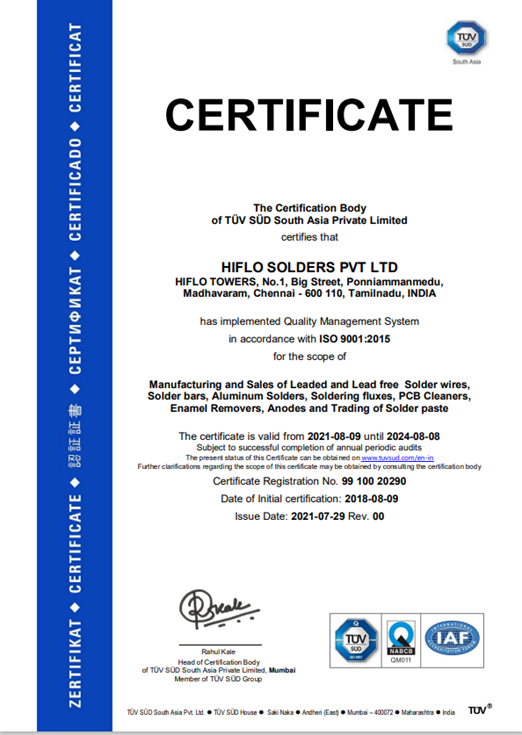 ZERTIFIKAT ◆ CERTIFICATE ◆ 認証証書 ◆ СЕРТИФИКАТ ◆ CERTIFICADO ◆ CERTIFICAT
TÜV
SÜD
South Asia
CERTIFICATE
The Certification Body
of TÜV SÜD South Asia Private Limited
certifies that
HIFLO SOLDERS PVT LTD
HIFLO TOWERS, No.1, Big Street, Ponniammanmedu,
Madhavaram, Chennai - 600 110, Tamilnadu, INDIA
has implemented Quality Management System
in accordance with ISO 9001:2015
for the scope of
Manufacturing and Sales of Leaded and Lead free Solder wires,
Solder bars, Aluminum Solders, Soldering fluxes, PCB Cleaners,
Enamel Removers, Anodes and Trading of Solder paste
The certificate is valid from 2021-08-09 until 2024-08-08
Subject to successful completion of annual periodic audits
The present status of this Certificate can be obtained on www.tuvsud.com/en-in
Further clarifications regarding the scope of this certificate may be obtained by consulting the certification body
Certificate Registration No. 99 100 20290
Date of Initial certification: 2018-08-09
Issue Date: 2021-07-29 Rev. 00
Rahul Kale
Head of Certification Body
of TÜV SÜD South Asia Private Limited, Mumbai
Member of TÜV SÜD Group
Q
TÜV
SÜD
ISO 9001
NABCB
QM011
INTERNATIONAL
IAF
ACCREDITATION FORUM
TÜV SÜD South Asia Pvt. Ltd. ● TÜV SÜD House ● Saki Naka ● Andheri (East) ● Mumbai – 400072 ● Maharashtra ● India
TÜV®